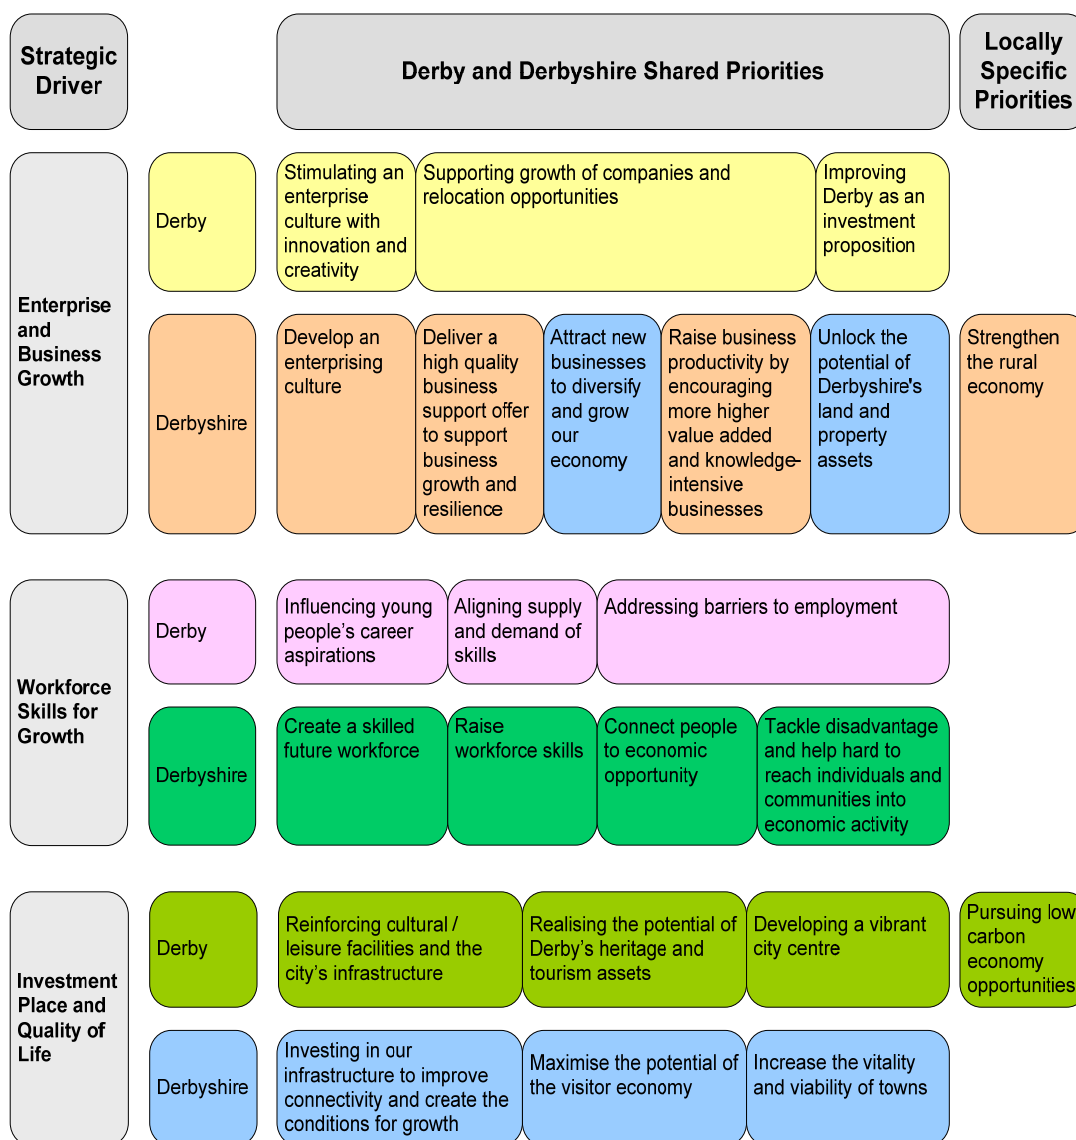 Strategic
Driver
Derby and Derbyshire Shared Priorities
Locally
Specific
Priorities
Enterprise
and
Business
Growth
Derby
Stimulating an
enterprise
culture with
innovation and
creativity
Supporting growth of companies and
relocation opportunities
Improving
Derby as an
investment
proposition
Derbyshire
Develop an
enterprising
culture
Deliver a
high quality
business
support offer
to support
business
growth and
resilience
Attract new
businesses
to diversify
and grow
our
economy
Raise business
productivity by
encouraging
more higher
value added
and knowledge-
intensive
businesses
Unlock the
potential of
Derbyshire's
land and
property
assets
Strengthen
the rural
economy
Workforce
Skills for
Growth
Derby
Influencing young
people’s career
aspirations
Aligning supply
and demand of
skills
Addressing barriers to employment
Derbyshire
Create a skilled
future workforce
Raise
workforce skills
Connect people
to economic
opportunity
Tackle disadvantage
and help hard to
reach individuals and
communities into
economic activity
Investment
Place and
Quality of
Life
Derby
Reinforcing cultural /
leisure facilities and the
city’s infrastructure
Realising the potential of
Derby’s heritage and
tourism assets
Developing a vibrant
city centre
Pursuing low
carbon
economy
opportunities
Derbyshire
Investing in our
infrastructure to improve
connectivity and create the
conditions for growth
Maximise the potential of
the visitor economy
Increase the vitality
and viability of towns